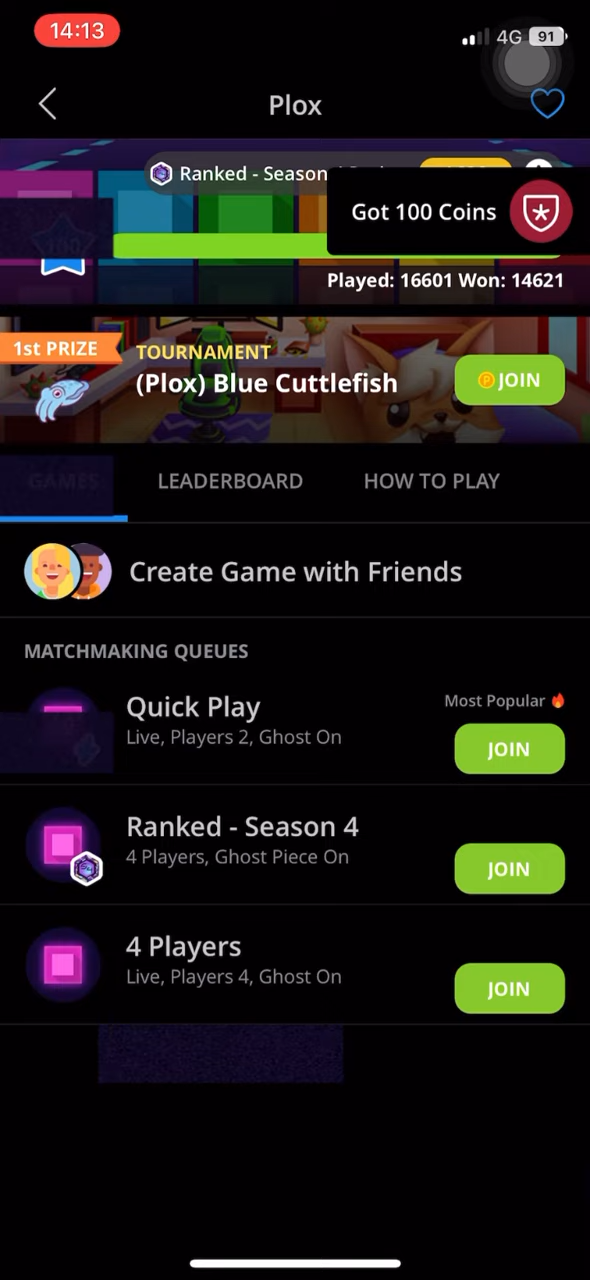 14:13
4G 91
Plox
Ranked - Season
Got 100 Coins
Played: 16601 Won: 14621
1st PRIZE
TOURNAMENT
(Plox) Blue Cuttlefish
JOIN
GAMES
LEADERBOARD
HOW TO PLAY
Create Game with Friends
MATCHMAKING QUEUES
Quick Play
Most Popular
Live, Players 2, Ghost On
JOIN
Ranked - Season 4
4 Players, Ghost Piece On
JOIN
4 Players
Live, Players 4, Ghost On
JOIN